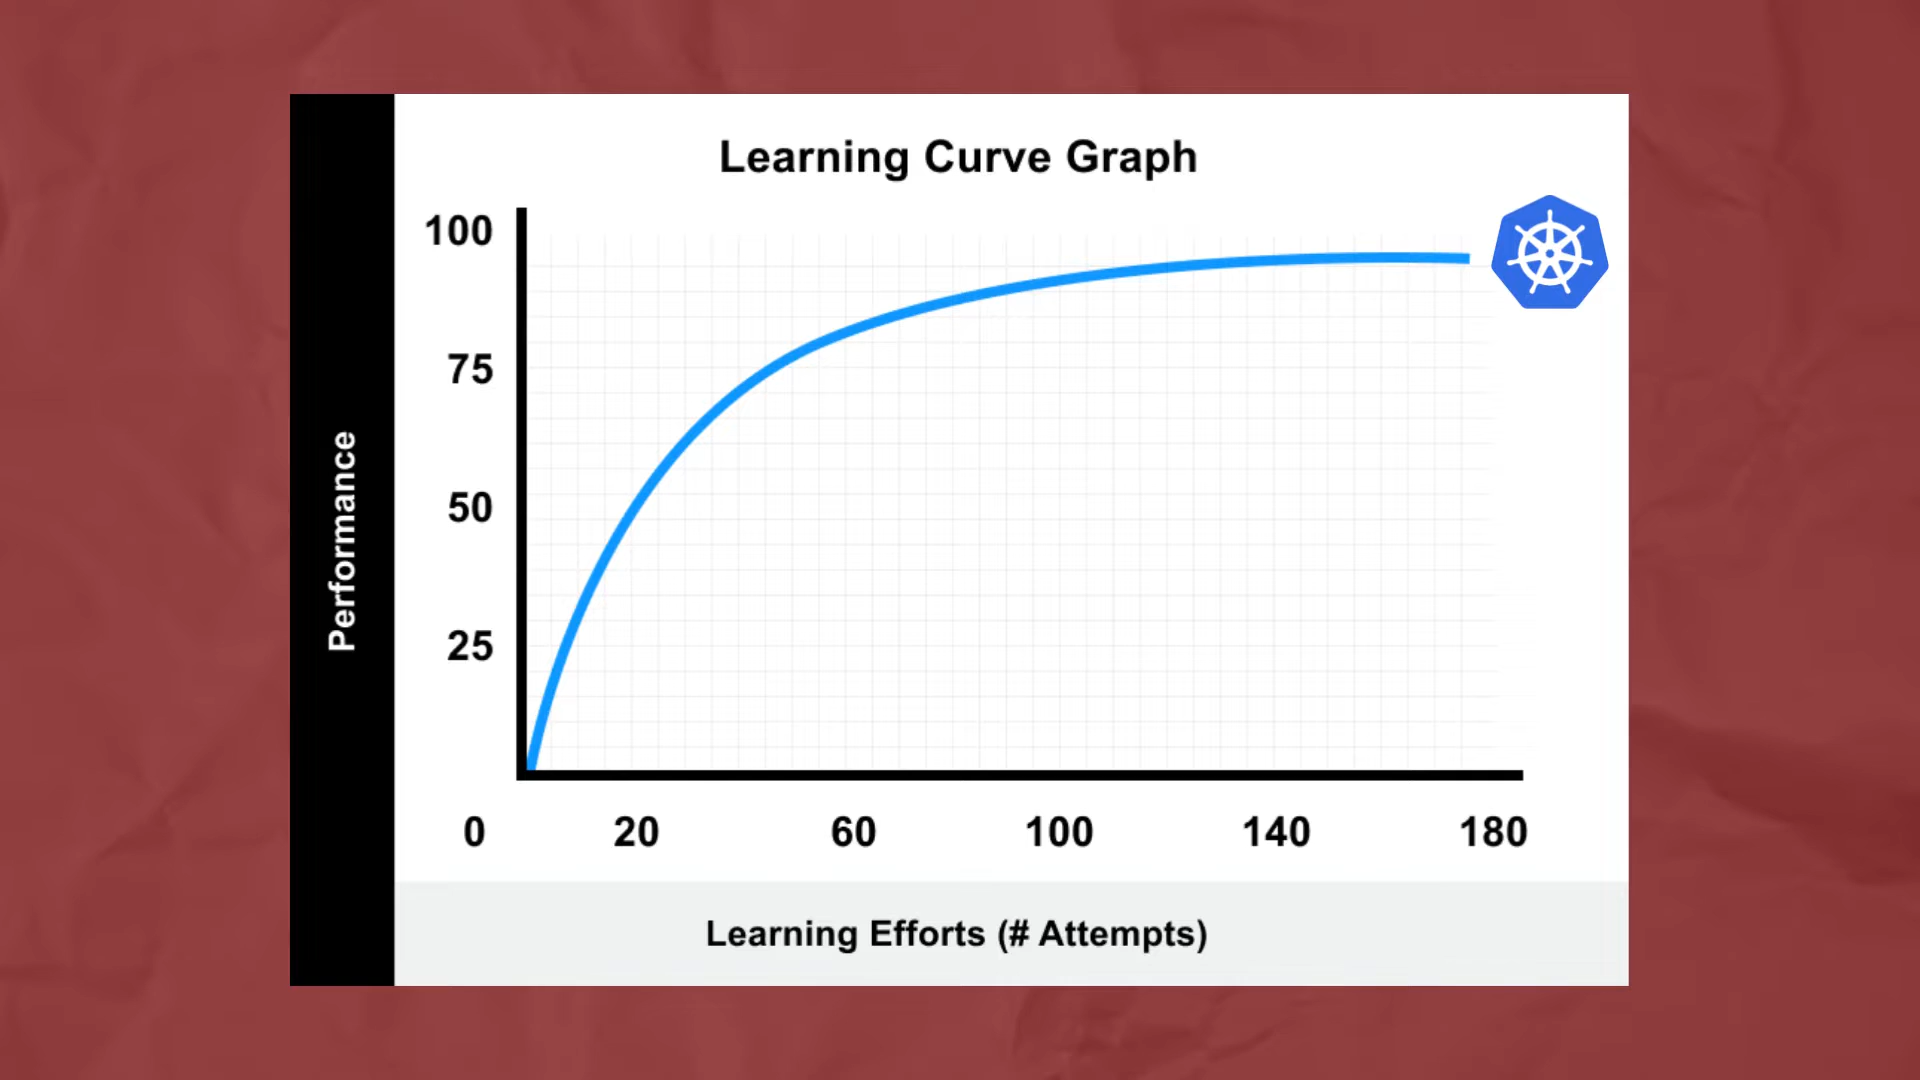 Learning Curve Graph
100
75
50
25
Performance
0 20 60 100 140 180
Learning Efforts (# Attempts)